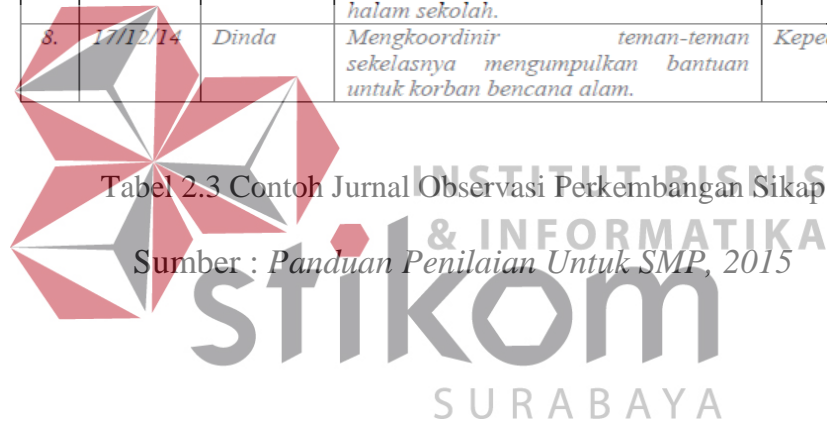 halam sekolah.
8. 17/12/14 Dinda Mengkoordinir teman-teman
sekelasnya mengumpulkan bantuan
untuk korban bencana alam.
INSTITUT BISNIS
Tabel 2.3 Contoh Jurnal Observasi Perkembangan Sikap
& INFORMATIKA
Sumber : Panduan Penilaian Untuk SMP, 2015
stikom
SURABAYA